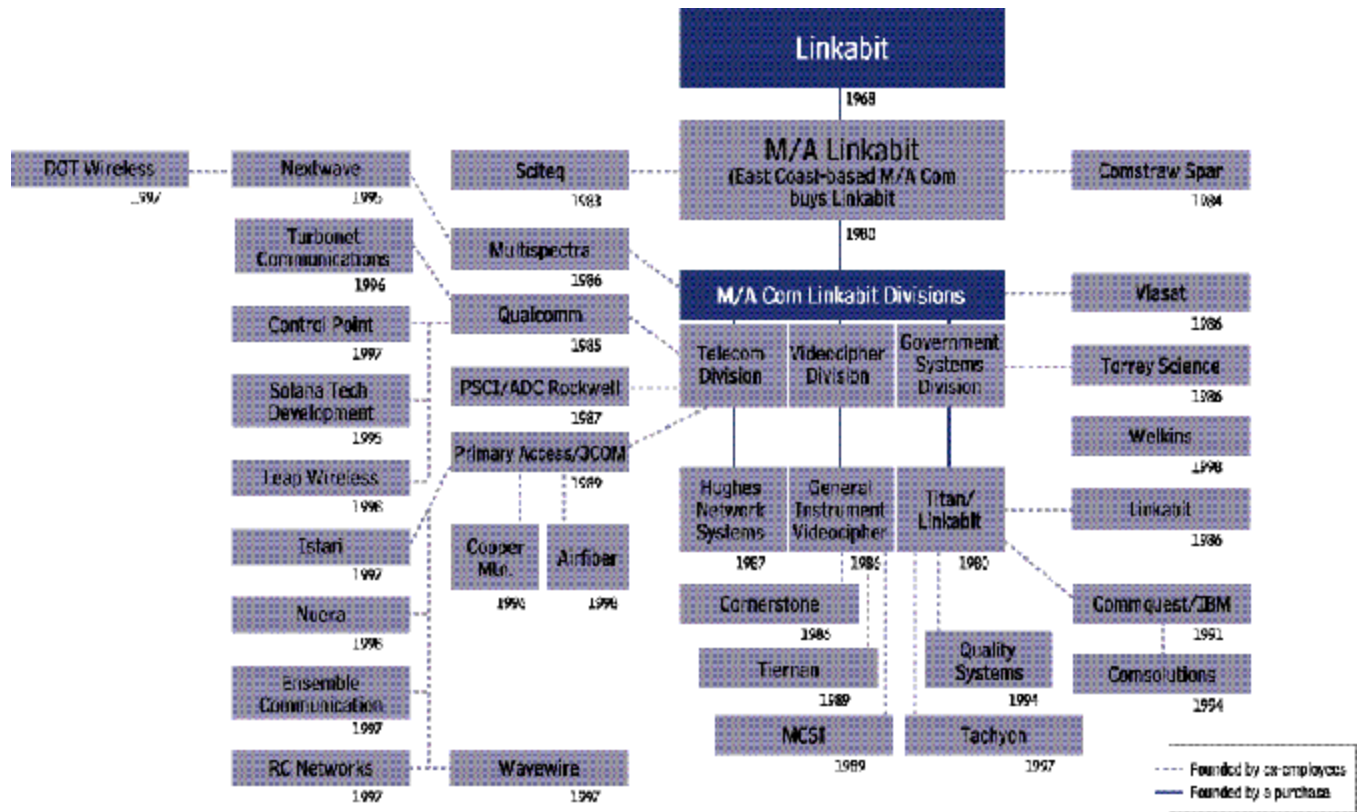 Linkabit
1968
M/A Linkabit
(East Coast-based M/A Com
buys Linkabit
1980
DOT Wireless
1997
Nextwave
1995
Sciteq
1983
Comstraw Spar
1984
Turbonet
Communications
1996
Multispectra
1986
M/A Com Linkabit Divisions
Viasat
1986
Control Point
1997
Qualcomm
1985
Telecom
Division
Videocipher
Division
Government
Systems
Division
Torrey Science
1986
Solana Tech
Development
1995
PSCI/ADC Rockwell
1987
Welkins
1998
Leap Wireless
1998
Primary Access/3COM
1989
Hughes
Network
Systems
1987
General
Instrument
Videocipher
1986
Titan/
Linkabit
1980
Linkabit
1986
Istari
1997
Copper
Mtn.
1996
Airfiber
1998
Cornerstone
1986
Commquest/IBM
1991
Nuera
1996
Tiernan
1989
Quality
Systems
1994
Comsolutions
1994
Ensemble
Communication
1997
MCSI
1989
Tachyon
1997
RC Networks
1997
Wavewire
1997
Founded by ex-employees
Founded by a purchase